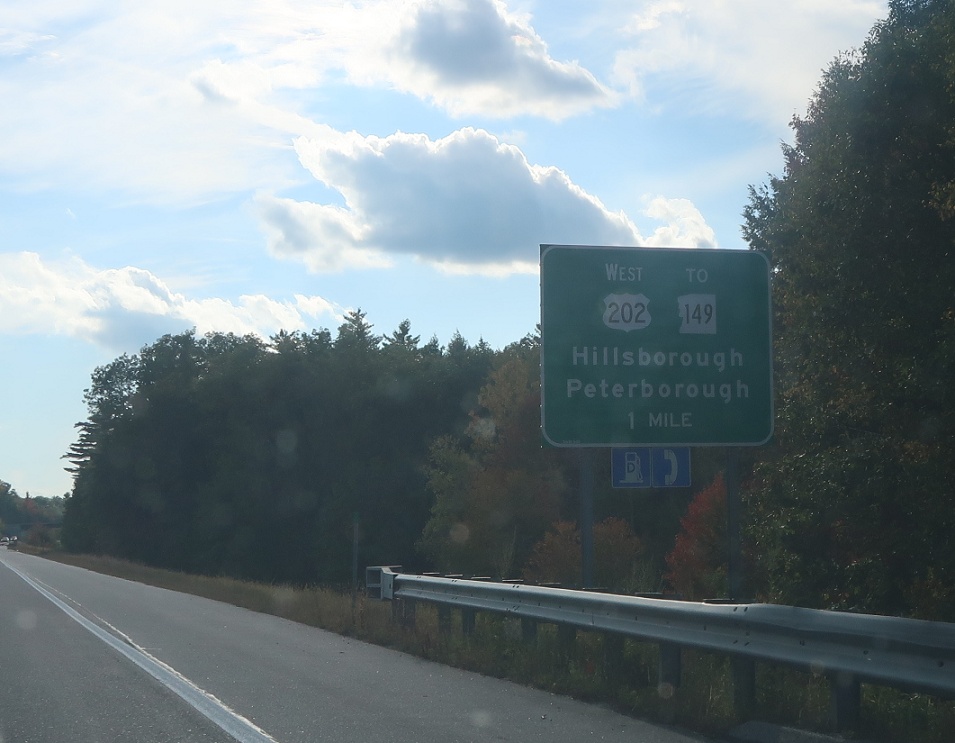 WEST TO
202 149
Hillsborough
Peterborough
1 MILE
D